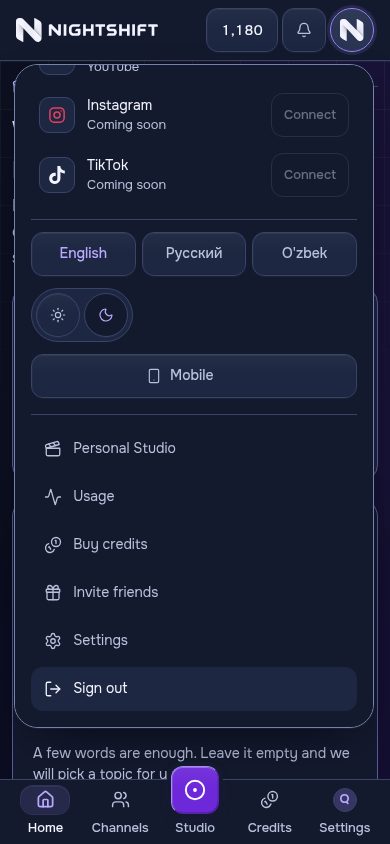 NIGHTSHIFT
1,180
YouTube
Instagram
Coming soon
Connect
TikTok
Coming soon
Connect
English
Русский
O'zbek
Mobile
Personal Studio
Usage
Buy credits
Invite friends
Settings
Sign out
A few words are enough. Leave it empty and we
will pick a topic for
Home
Channels
Studio
Credits
Settings